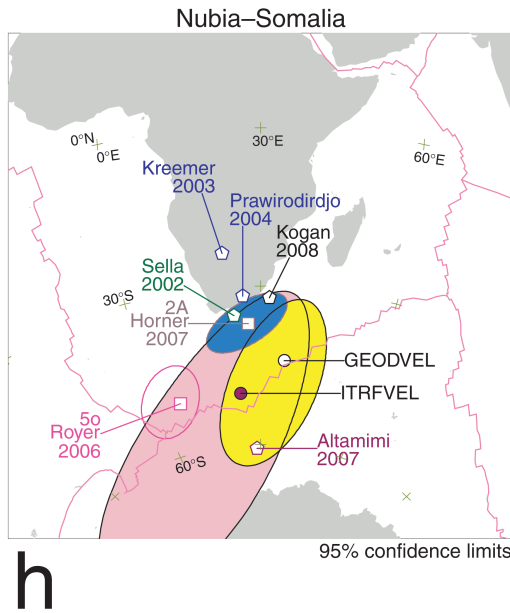 Nubia–Somalia
0°N
0°E
30°E
60°E
Kreemer
2003
Prawirodirdjo
2004
Kogan
2008
Sella
2002
30°S
2A
Horner
2007
GEODVEL
ITRFVEL
5o
Royer
2006
Altamimi
2007
60°S
95% confidence limits
h